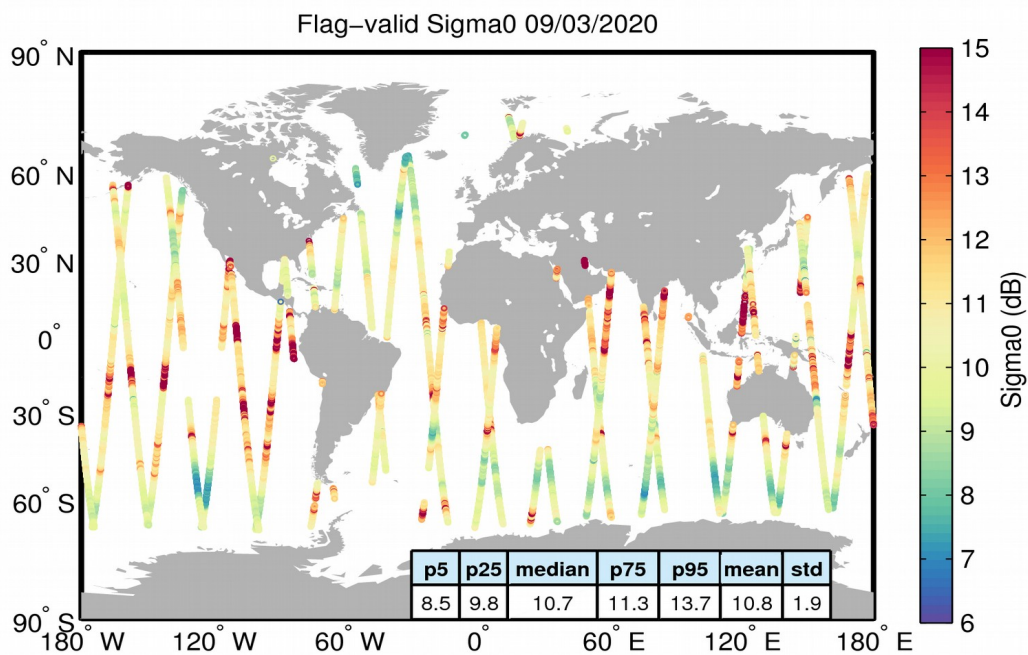 Flag−valid Sigma0 09/03/2020
90° N
60° N
30° N
0°
30° S
60° S
90° S
180° W
120° W
60° W
0°
60° E
120° E
180° E
p5 p25 median p75 p95 mean std
8.5 9.8 10.7 11.3 13.7 10.8 1.9
15
14
13
12
11
10
9
8
7
6
Sigma0 (dB)